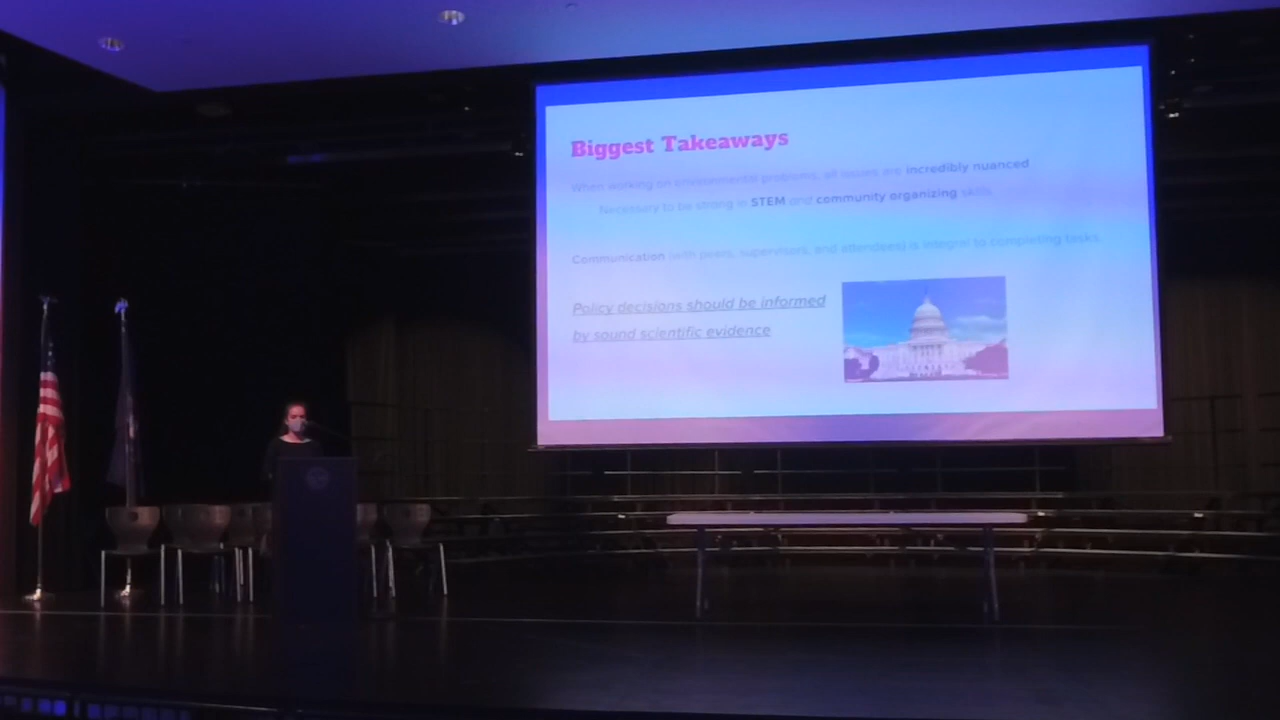 Biggest Takeaways
When working on environmental problems, all issues are incredibly nuanced
Necessary to be strong in STEM and community organizing skills
Communication (with peers, supervisors, and attendees) is integral to completing tasks
Policy decisions should be informed
by sound scientific evidence